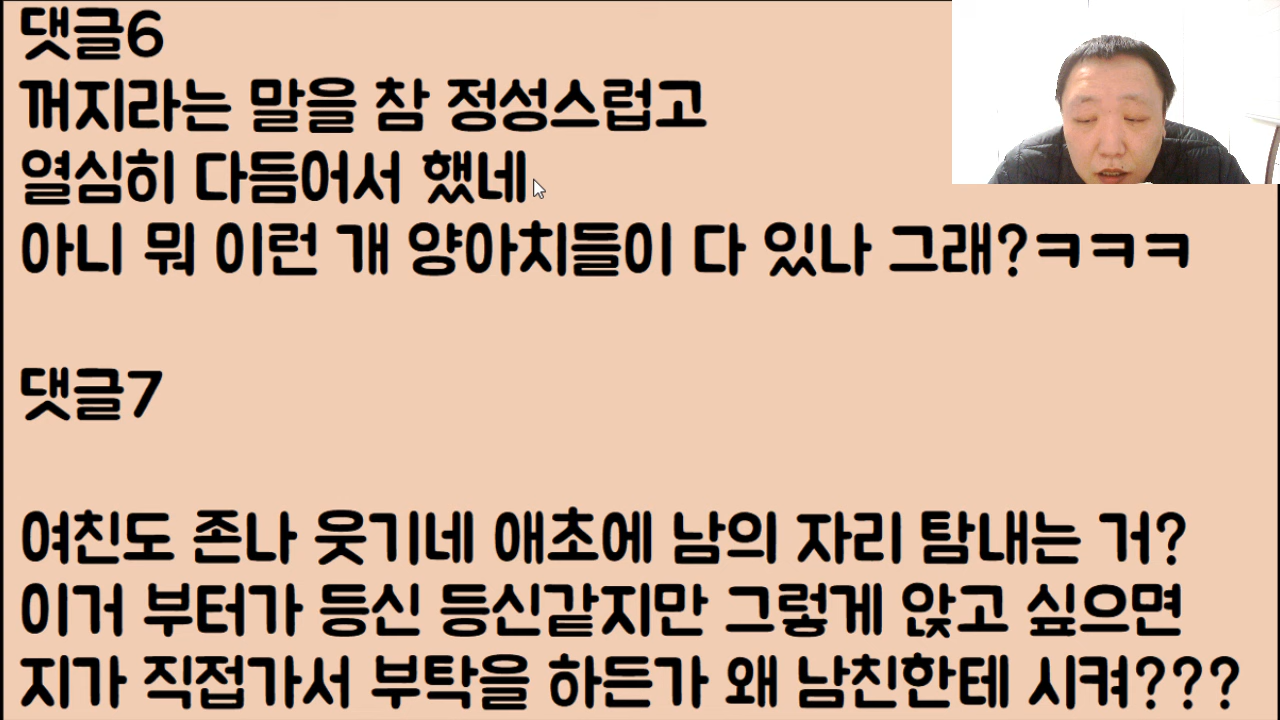 댓글6
꺼지라는 말을 참 정성스럽고
열심히 다듬어서 했네
아니 뭐 이런 개 양아치들이 다 있나 그래?ㅋㅋㅋ
댓글7
여친도 존나 웃기네 애초에 남의 자리 탐내는 거?
이거 부터가 등신 등신같지만 그렇게 앉고 싶으면
지가 직접가서 부탁을 하든가 왜 남친한테 시켜???